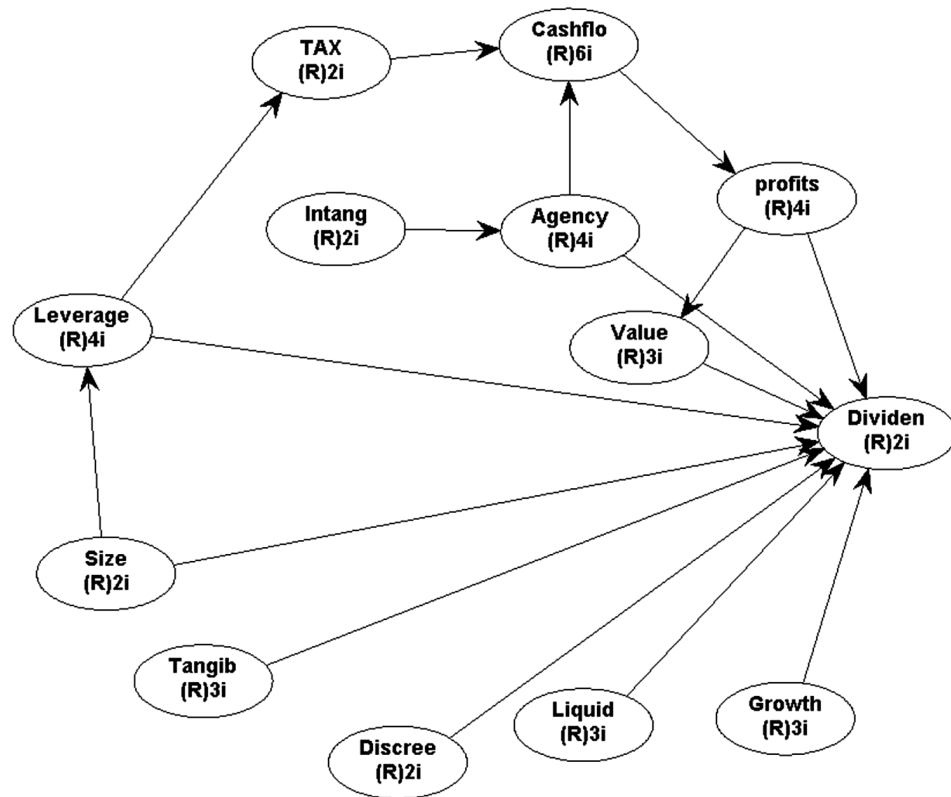 TAX
(R)2i
Cashflo
(R)6i
profits
(R)4i
Intang
(R)2i
Agency
(R)4i
Leverage
(R)4i
Value
(R)3i
Dividen
(R)2i
Size
(R)2i
Tangib
(R)3i
Discree
(R)2i
Liquid
(R)3i
Growth
(R)3i